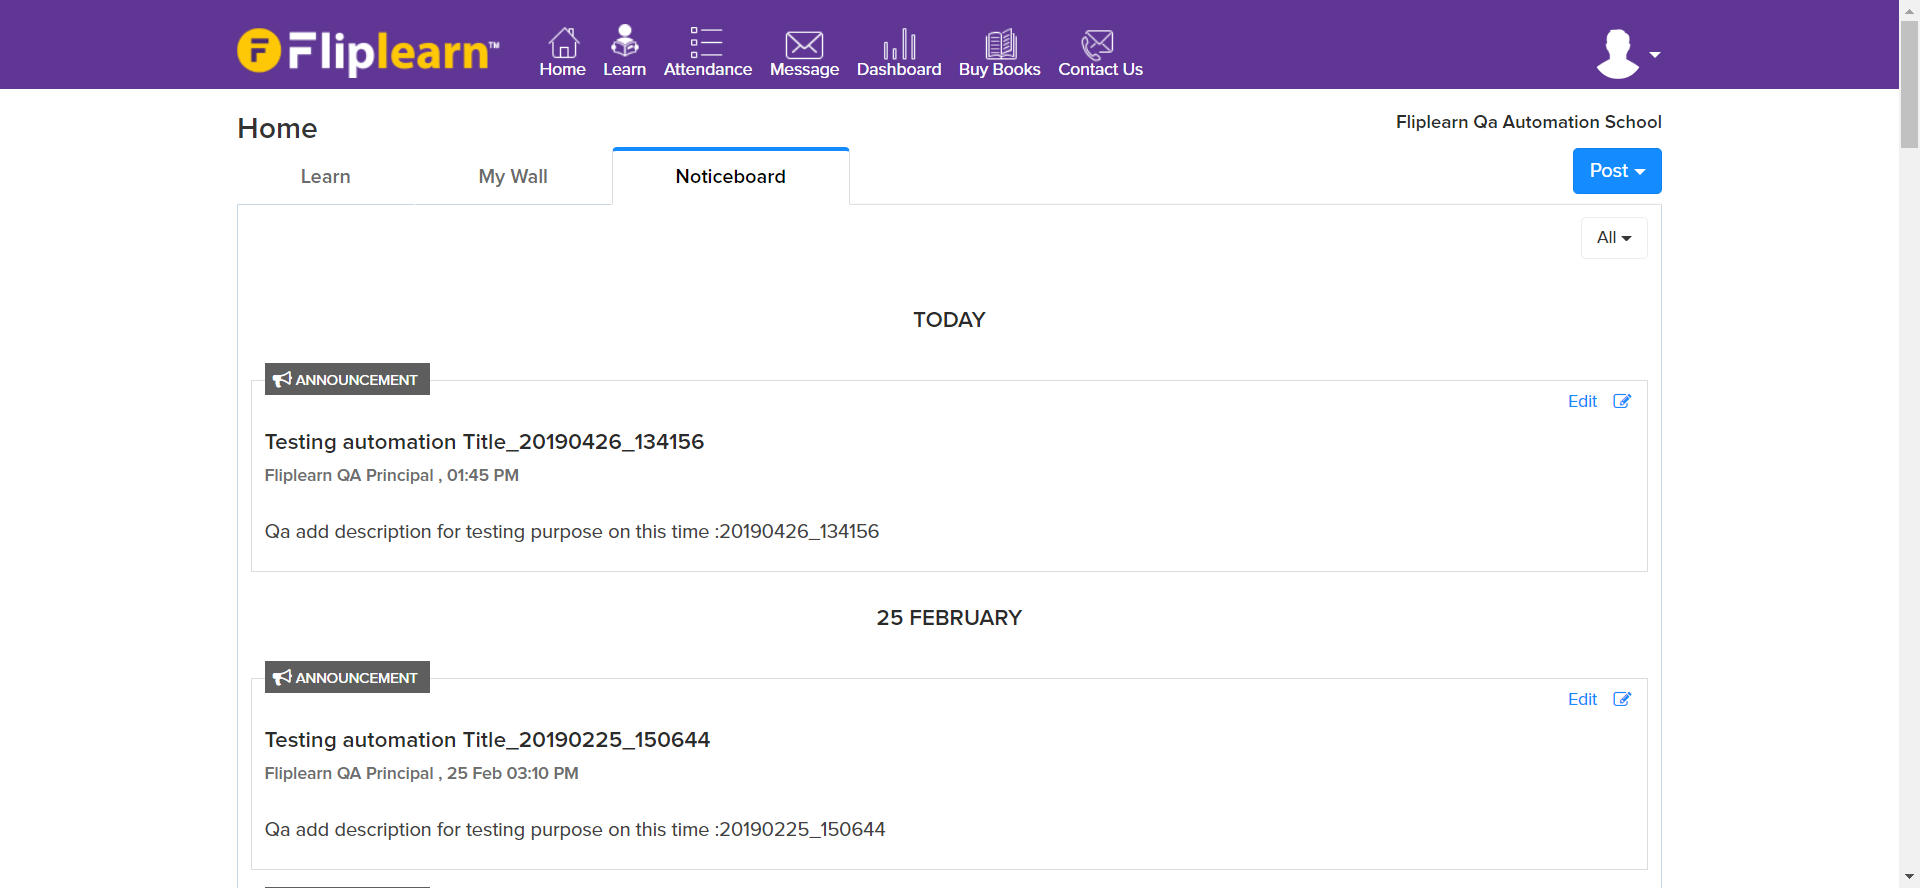 Fliplearn™
Home Learn Attendance Message Dashboard Buy Books Contact Us
Home
Fliplearn Qa Automation School
Learn My Wall Noticeboard
Post
All
TODAY
ANNOUNCEMENT
Edit
Testing automation Title_20190426_134156
Fliplearn QA Principal , 01:45 PM
Qa add description for testing purpose on this time :20190426_134156
25 FEBRUARY
ANNOUNCEMENT
Edit
Testing automation Title_20190225_150644
Fliplearn QA Principal , 25 Feb 03:10 PM
Qa add description for testing purpose on this time :20190225_150644